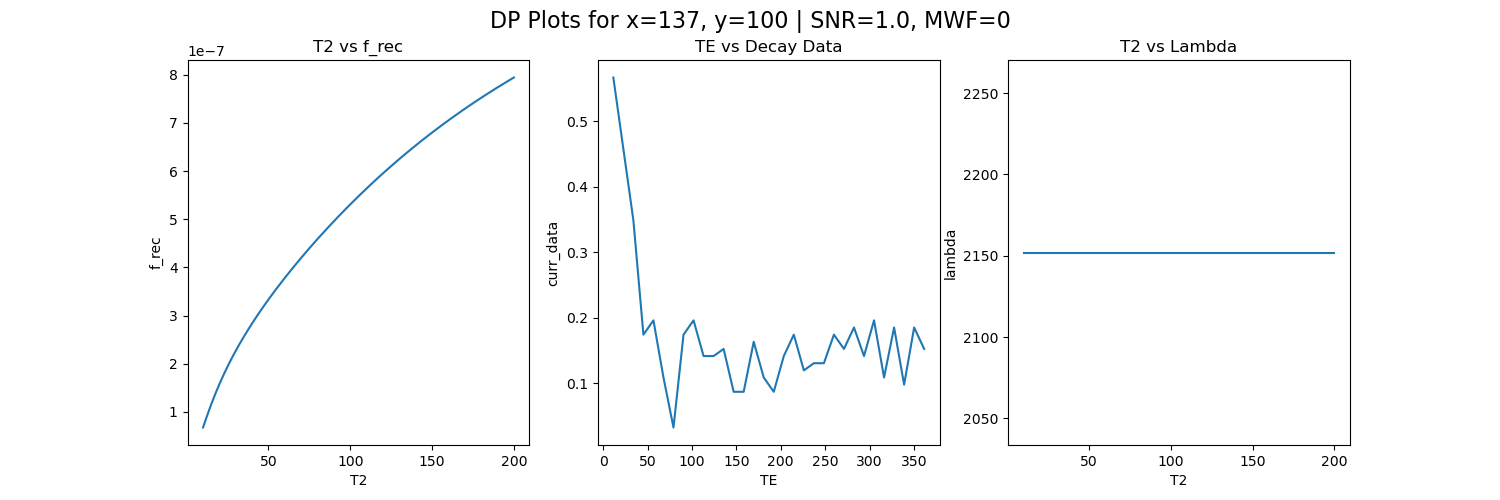 DP Plots for x=137, y=100 | SNR=1.0, MWF=0
T2 vs f_rec
1e−7
8
7
6
5
4
3
2
1
f_rec
50 100 150 200
T2
TE vs Decay Data
0.5
0.4
0.3
0.2
0.1
curr_data
0 50 100 150 200 250 300 350
TE
T2 vs Lambda
2250
2200
2150
2100
2050
lambda
50 100 150 200
T2